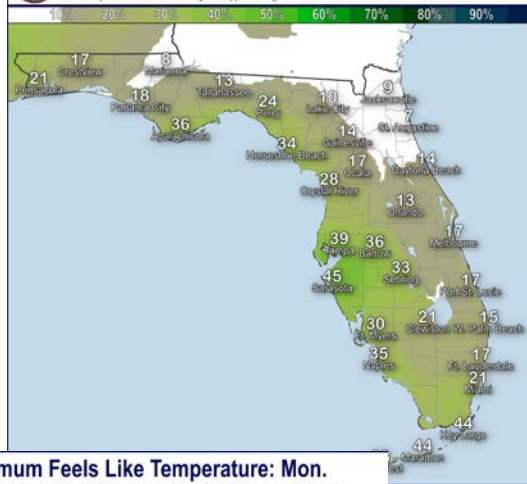 10% 20% 30% 40% 50% 60% 70% 80% 90%
17
Crestview
8
Marianna
21
Pensacola
18
Panama City
13
Tallahassee
24
Perry
10
Lake City
9
Jacksonville
7
St. Augustine
36
Apalachicola
34
Horseshoe Beach
14
Gainesville
17
Ocala
14
Daytona Beach
28
Crystal River
13
Orlando
17
Melbourne
39
Tampa
36
Bartow
33
Sebring
45
Sarasota
17
Port St. Lucie
30
Ft. Myers
21
Clewiston
15
W. Palm Beach
35
Naples
17
Ft. Lauderdale
21
Miami
44
Key Largo
44
Marathon
est
mum Feels Like Temperature: Mon.